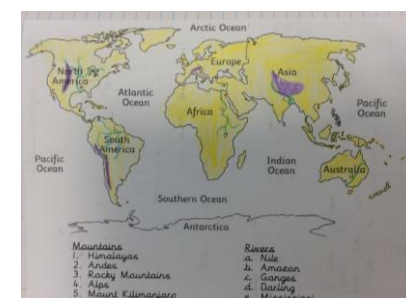 Arctic Ocean
North
America
Europe
Asia
Atlantic
Ocean
Pacific
Ocean
Africa
South
America
Pacific
Ocean
Indian
Ocean
Australia
Southern Ocean
Antarctica
Mountains
1. Himalayas
2. Andes
3. Rocky Mountains
4. Alps
5. Mount Kilimanjaro
Rivers
a. Nile
b. Amazon
c. Ganges
d. Darling
e. Mississippi